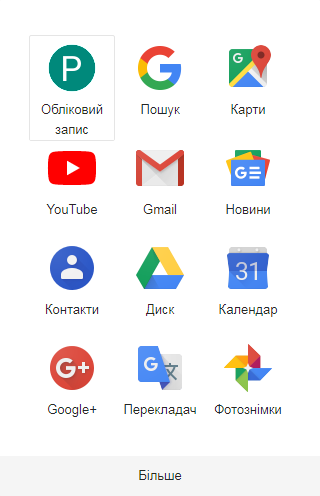 P
Обліковий
запис
Пошук
G
Карти
YouTube
Gmail
G
Новини
31
Контакти
Диск
Календар
G+
G
文
Google+
Перекладач
Фотознімки
Більше